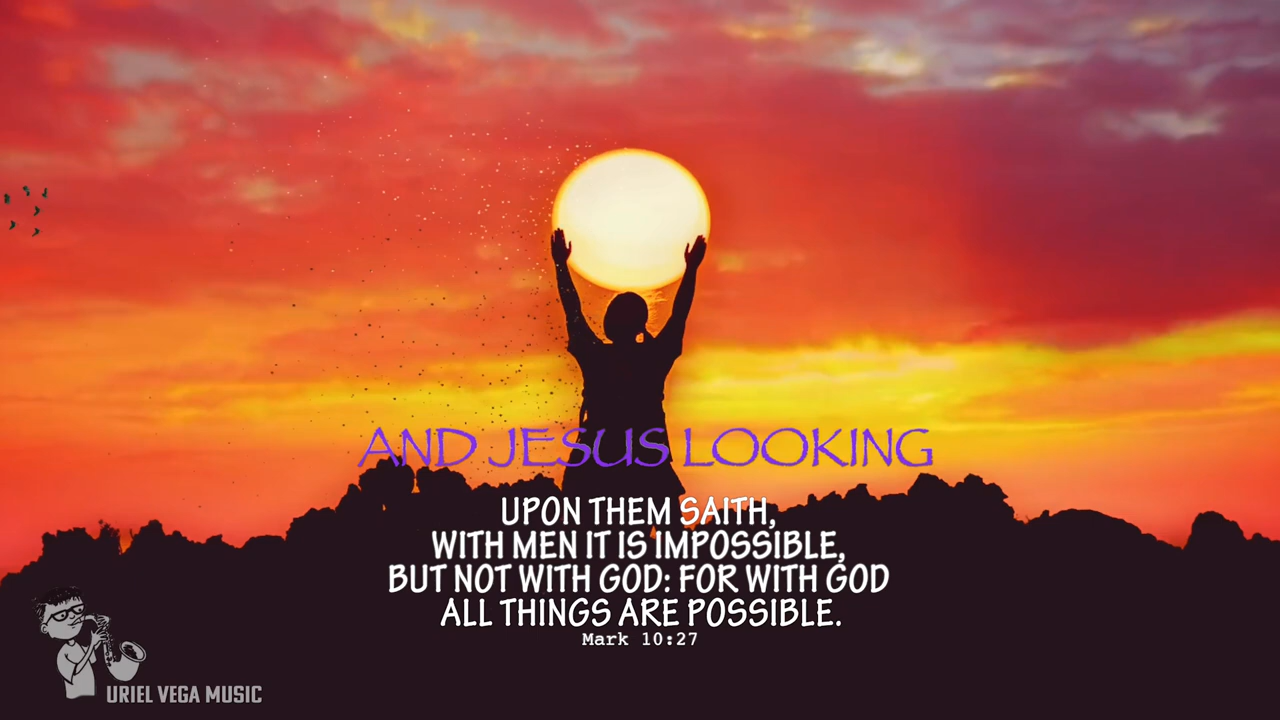 AND JESUS LOOKING
UPON THEM SAITH,
WITH MEN IT IS IMPOSSIBLE,
BUT NOT WITH GOD: FOR WITH GOD
ALL THINGS ARE POSSIBLE.
Mark 10:27
URIEL VEGA MUSIC